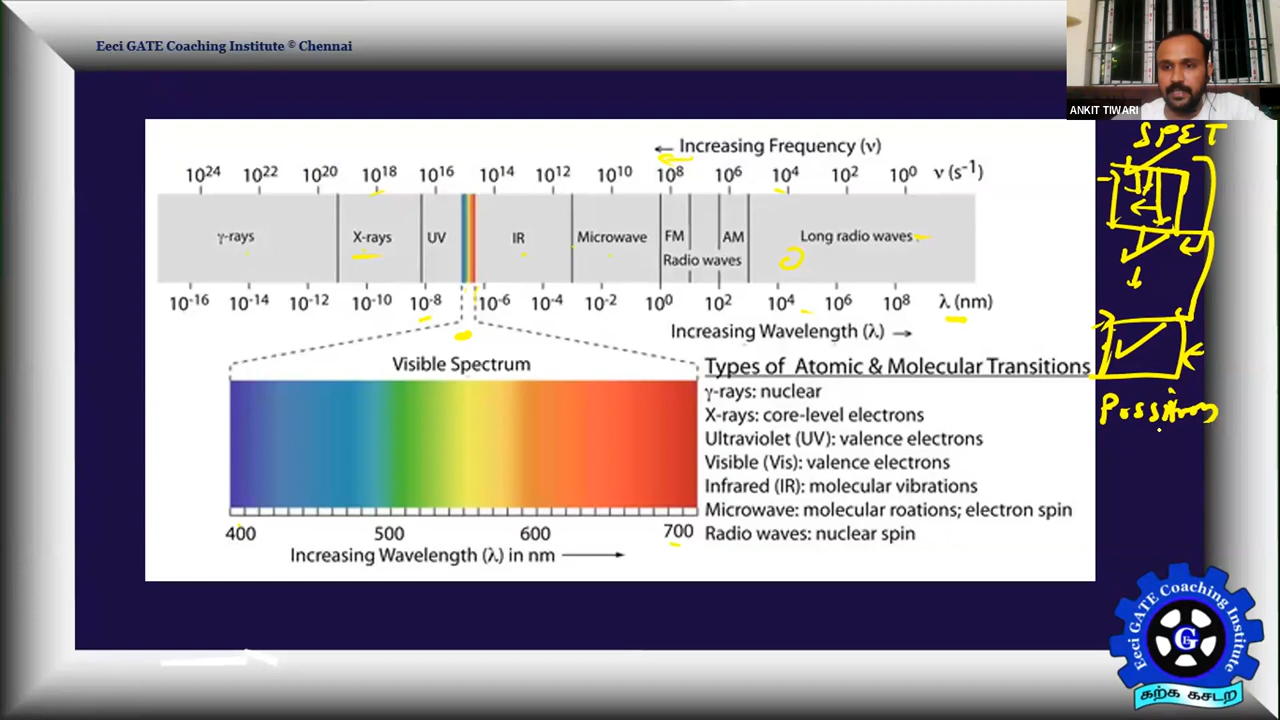 Eeci GATE Coaching Institute © Chennai
ANKIT TIWARI
SPET
← Increasing Frequency (ν)
10²⁴ 10²² 10²⁰ 10¹⁸ 10¹⁶ 10¹⁴ 10¹² 10¹⁰ 10⁸ 10⁶ 10⁴ 10² 10⁰ ν (s⁻¹)
γ-rays X-rays UV IR Microwave FM AM Long radio waves
Radio waves
10⁻¹⁶ 10⁻¹⁴ 10⁻¹² 10⁻¹⁰ 10⁻⁸ 10⁻⁶ 10⁻⁴ 10⁻² 10⁰ 10² 10⁴ 10⁶ 10⁸ λ (nm)
Increasing Wavelength (λ) →
Visible Spectrum
400 500 600 700
Increasing Wavelength (λ) in nm →
Types of Atomic & Molecular Transitions
γ-rays: nuclear
X-rays: core-level electrons
Ultraviolet (UV): valence electrons
Visible (Vis): valence electrons
Infrared (IR): molecular vibrations
Microwave: molecular roations; electron spin
Radio waves: nuclear spin
Eeci GATE Coaching Institute
GE
கற்க கசடற